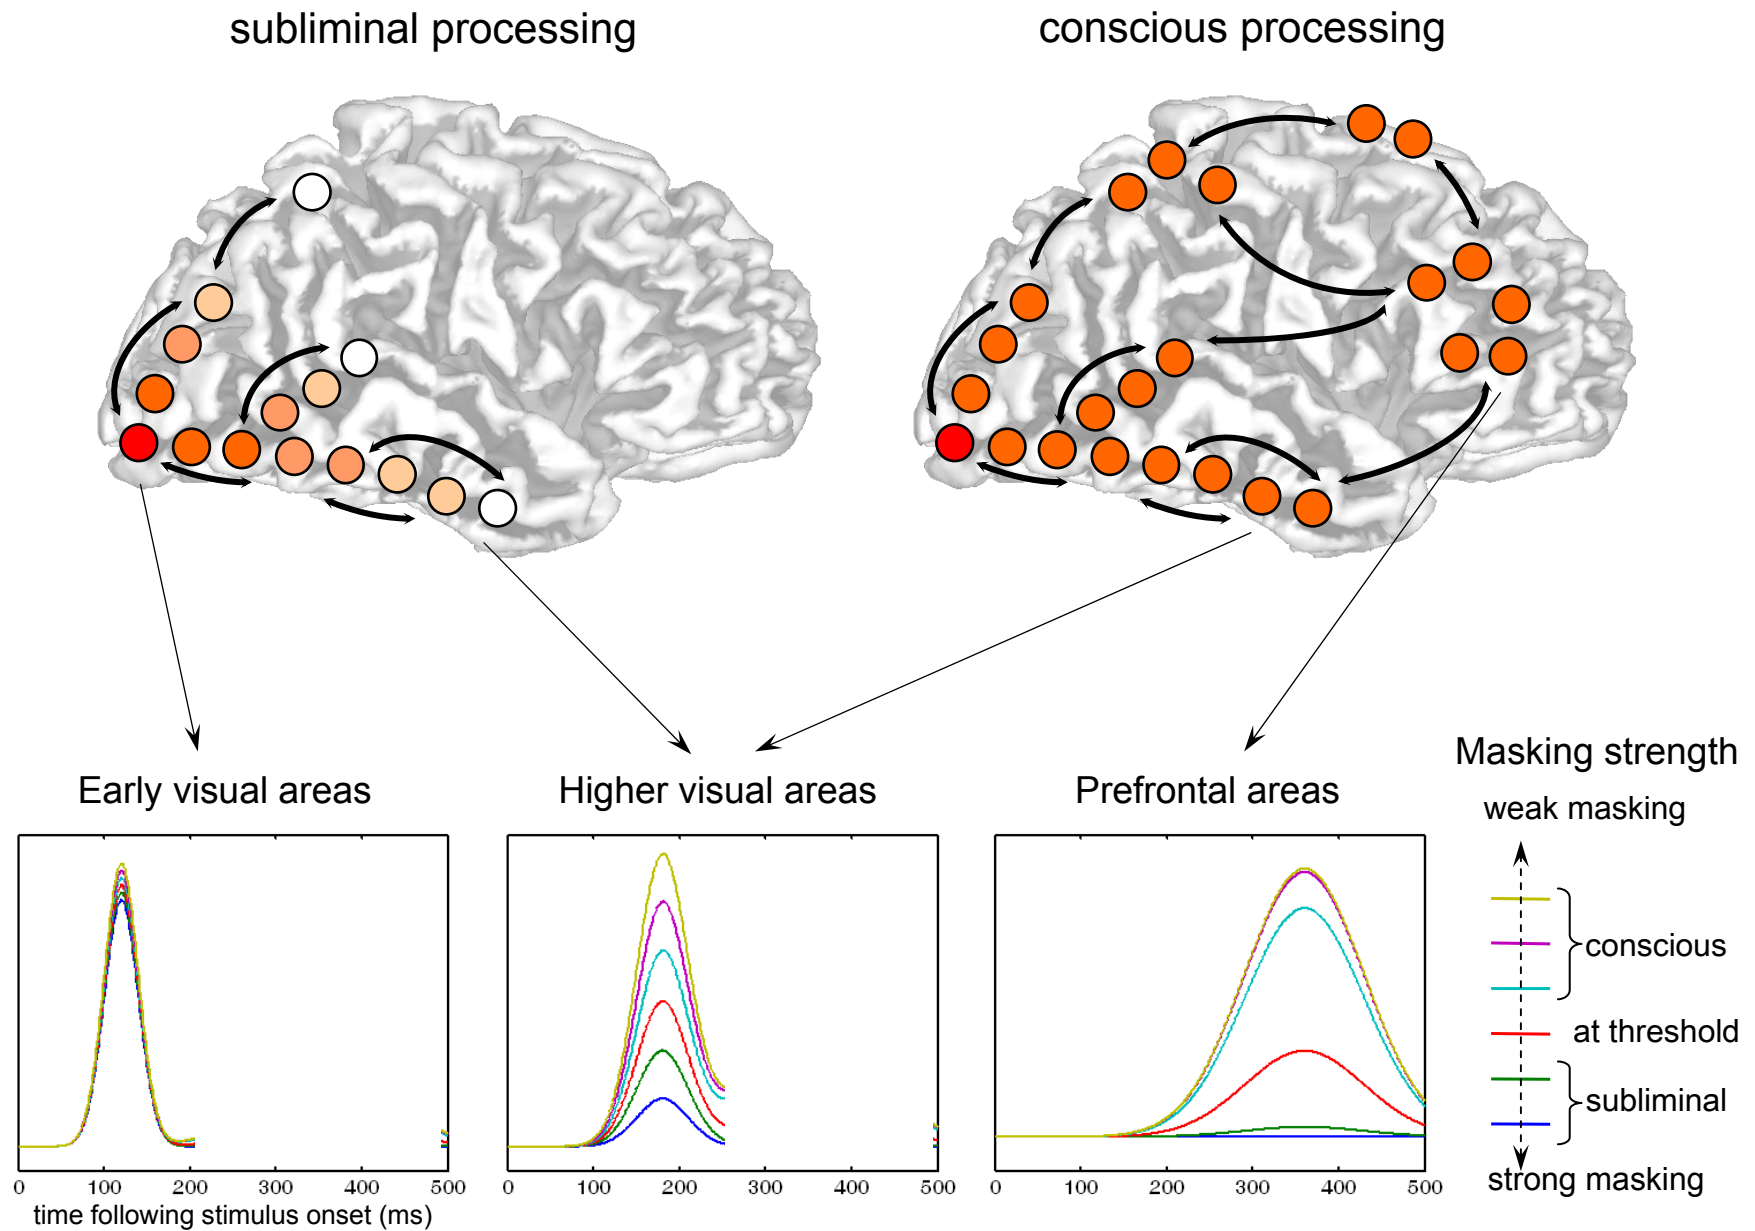 subliminal processing
conscious processing
Early visual areas
Higher visual areas
Prefrontal areas
Masking strength
weak masking
conscious
at threshold
subliminal
strong masking
0 100 200 300 400 500
0 100 200 300 400 500
0 100 200 300 400 500
time following stimulus onset (ms)